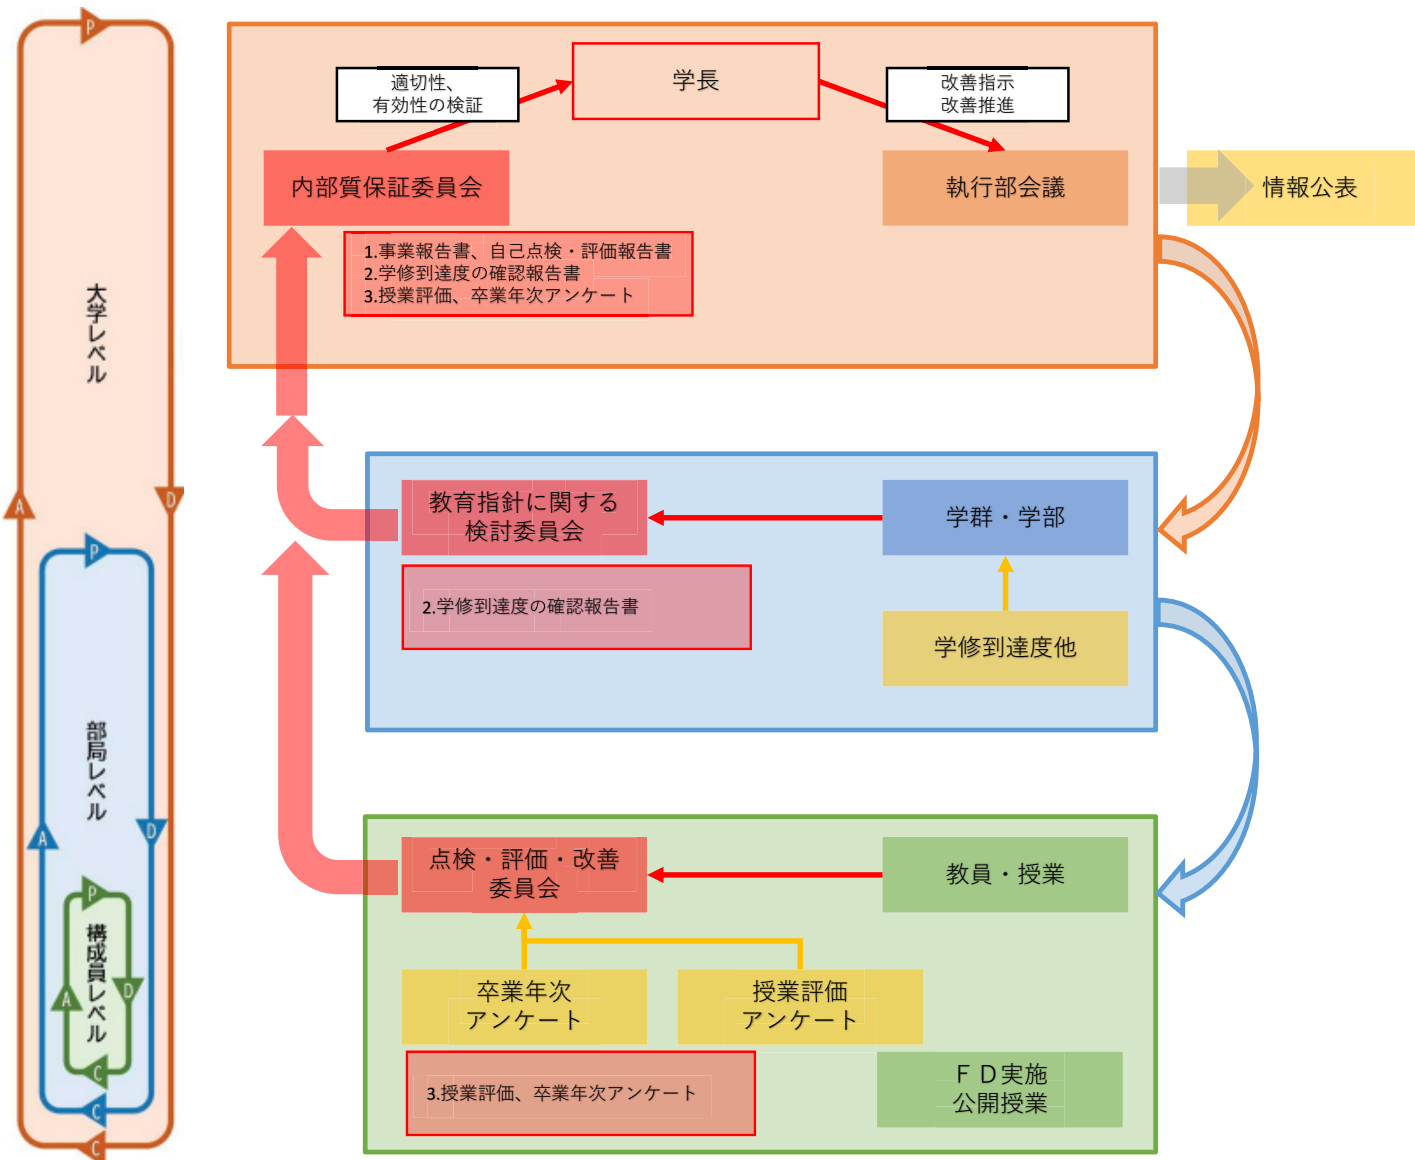 P
D
A
大学レベル
P
D
A
部局レベル
P
D
A
構成員レベル
C
C
C
学長
適切性、
有効性の検証
改善指示
改善推進
内部質保証委員会
執行部会議
情報公表
1.事業報告書、自己点検・評価報告書
2.学修到達度の確認報告書
3.授業評価、卒業年次アンケート
教育指針に関する
検討委員会
学群・学部
2.学修到達度の確認報告書
学修到達度他
点検・評価・改善
委員会
教員・授業
卒業年次
アンケート
授業評価
アンケート
3.授業評価、卒業年次アンケート
ＦＤ実施
公開授業